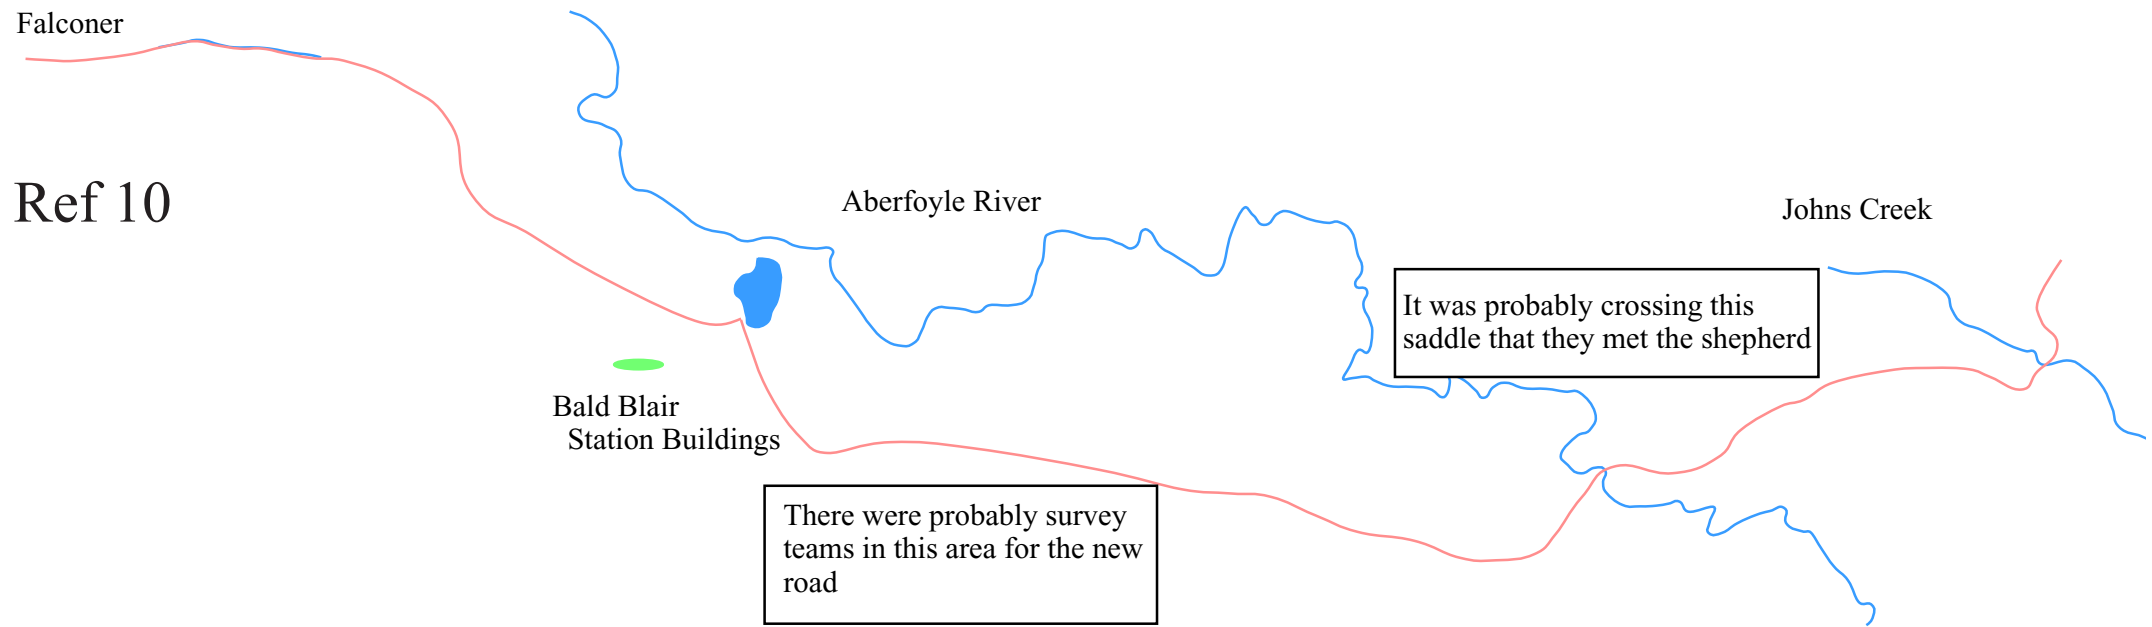 Falconer
Ref 10
Aberfoyle River
Johns Creek
It was probably crossing this
saddle that they met the shepherd
Bald Blair
Station Buildings
There were probably survey
teams in this area for the new
road